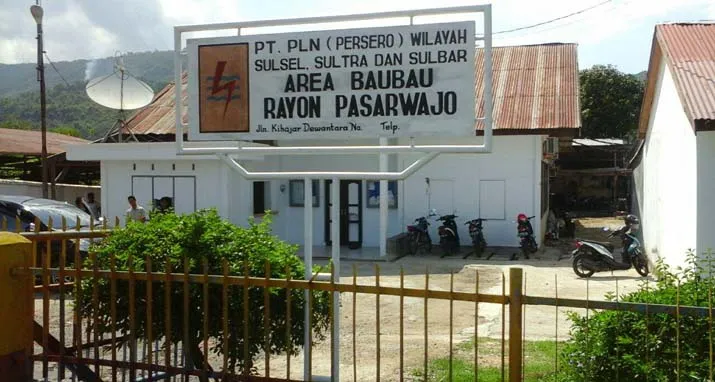 PT. PLN (PERSERO) WILAYAH
SULSEL, SULTRA DAN SULBAR
AREA BAUBAU
RAYON PASARWAJO
Jln. Kihajar Dewantara No. Telp.